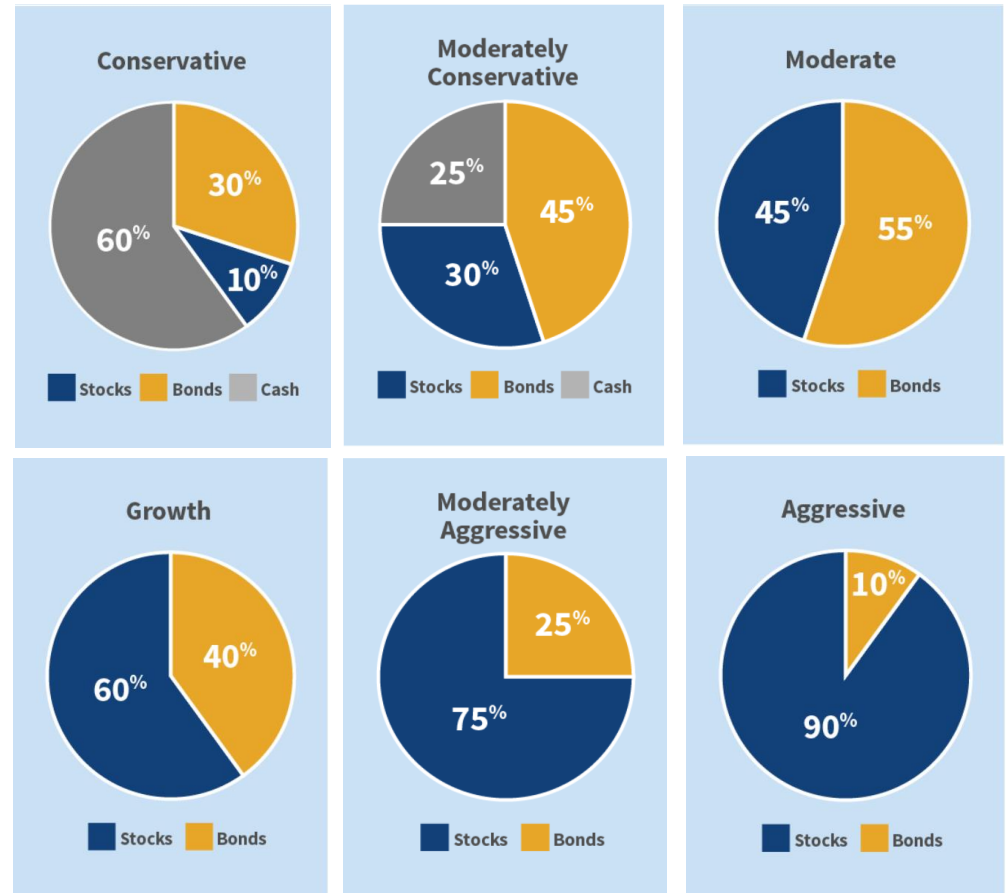 Conservative
30%
10%
60%
Stocks Bonds Cash
Moderately
Conservative
25%
45%
30%
Stocks Bonds Cash
Moderate
45%
55%
Stocks Bonds
Growth
40%
60%
Stocks Bonds
Moderately
Aggressive
25%
75%
Stocks Bonds
Aggressive
10%
90%
Stocks Bonds